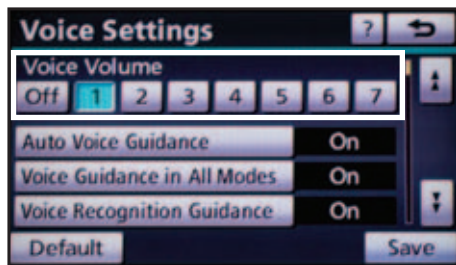 Voice Settings ?
Voice Volume
Off 1 2 3 4 5 6 7
Auto Voice Guidance On
Voice Guidance in All Modes On
Voice Recognition Guidance On
Default Save